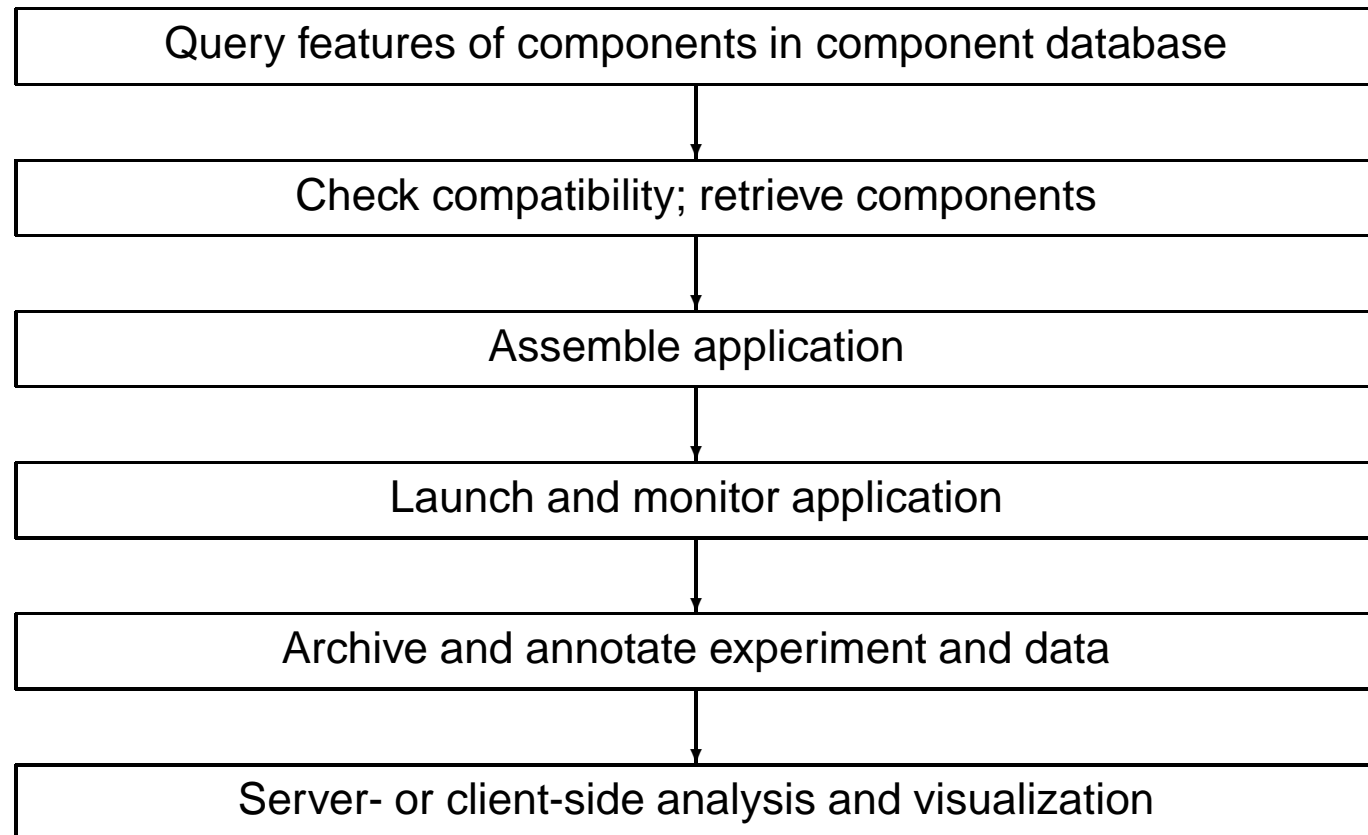 Query features of components in component database
Check compatibility; retrieve components
Assemble application
Launch and monitor application
Archive and annotate experiment and data
Server- or client-side analysis and visualization